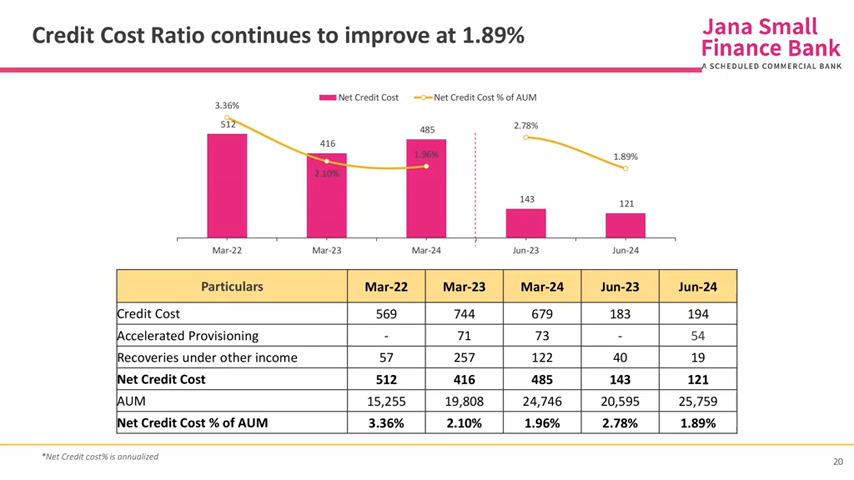 Credit Cost Ratio continues to improve at 1.89%
Jana Small
Finance Bank
A SCHEDULED COMMERCIAL BANK
Net Credit Cost Net Credit Cost % of AUM
3.36%
512
416
2.10%
485
1.96%
2.78%
143
1.89%
121
Mar-22 Mar-23 Mar-24 Jun-23 Jun-24
Particulars Mar-22 Mar-23 Mar-24 Jun-23 Jun-24
Credit Cost 569 744 679 183 194
Accelerated Provisioning - 71 73 - 54
Recoveries under other income 57 257 122 40 19
Net Credit Cost 512 416 485 143 121
AUM 15,255 19,808 24,746 20,595 25,759
Net Credit Cost % of AUM 3.36% 2.10% 1.96% 2.78% 1.89%
*Net Credit cost% is annualized
20